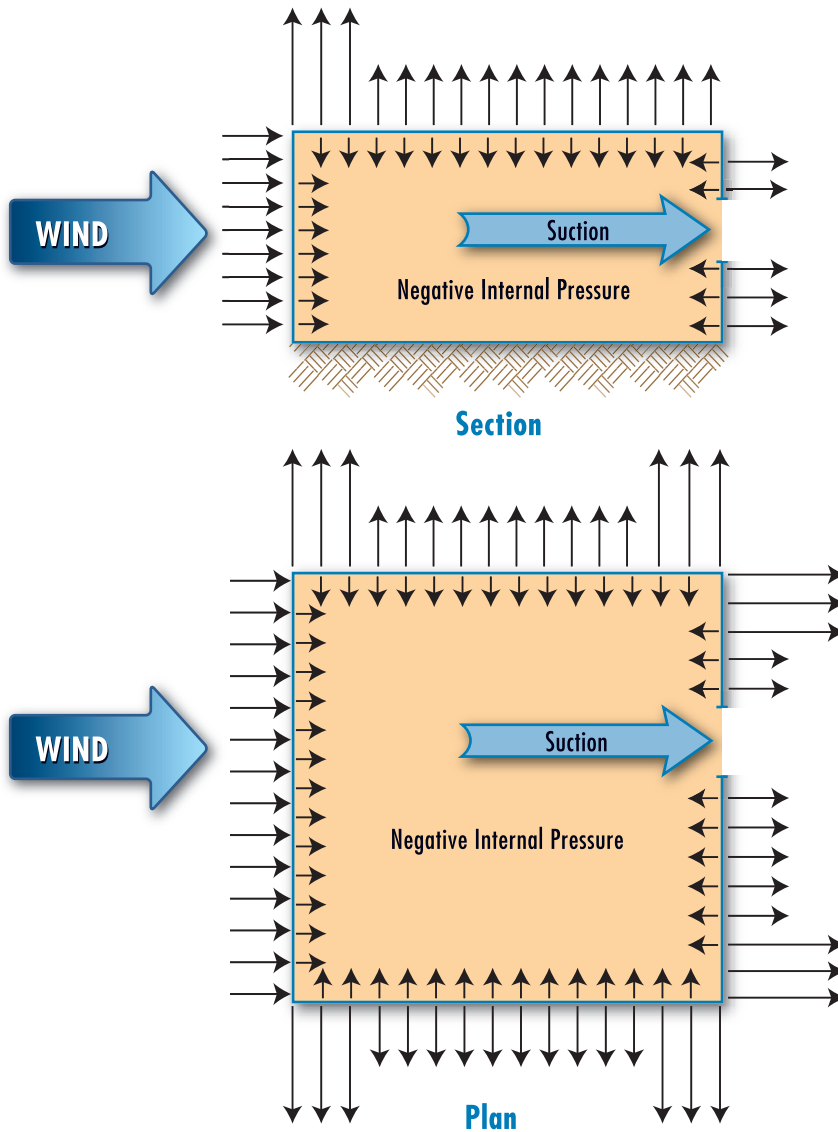 WIND
Suction
Negative Internal Pressure
Section
WIND
Suction
Negative Internal Pressure
Plan